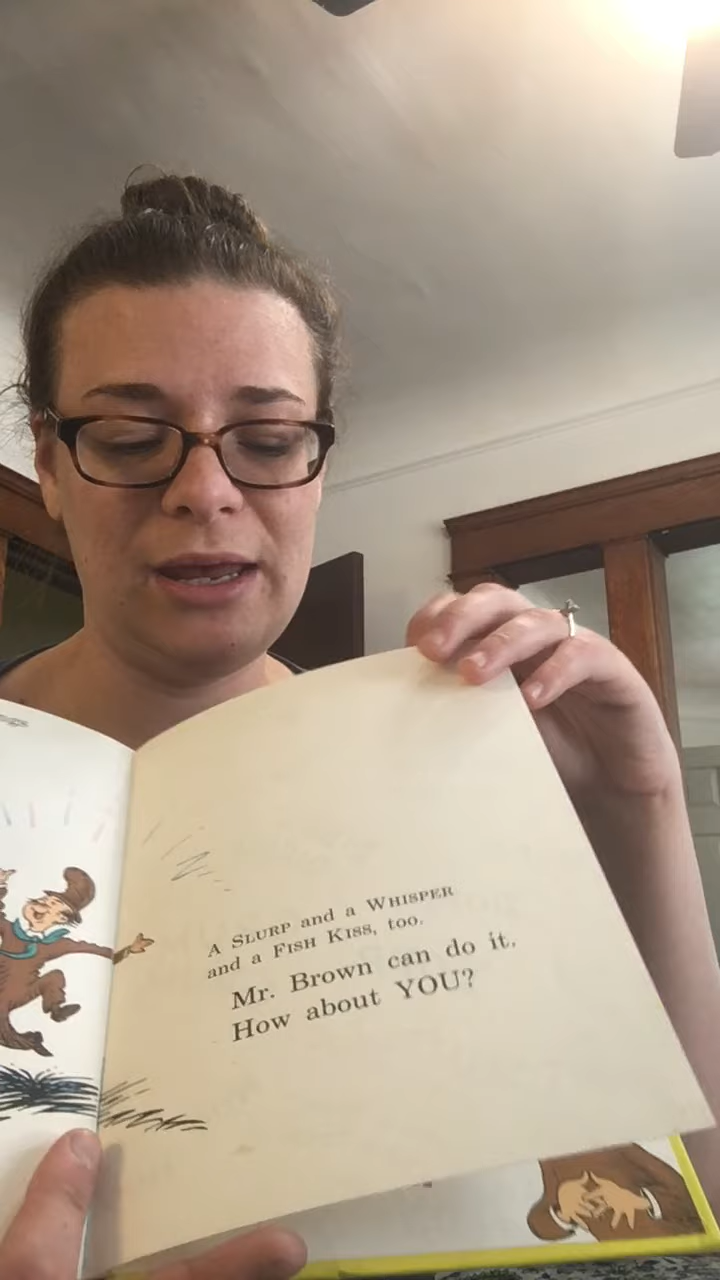 A SLURP and a WHISPER
and a FISH KISS, too.
Mr. Brown can do it.
How about YOU?